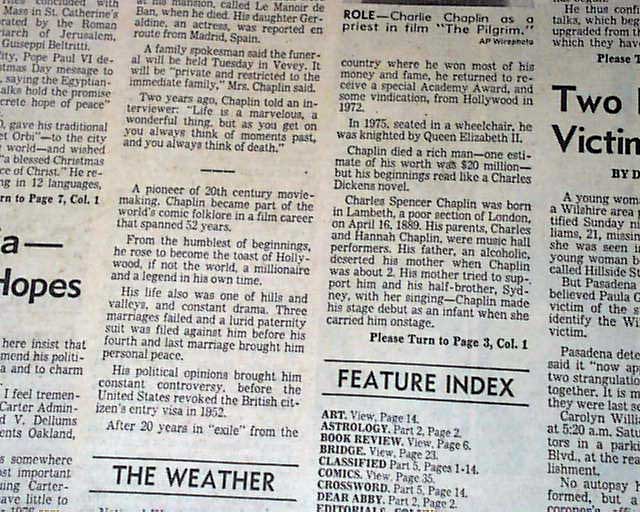 ncluded with
Mass in St. Catherine's
rated by the Roman
iarch of Jerusalem,
Guiseppi Beltritti.
Pope Paul VI de-
tmas Day message to
saying the Egyptian-
alks hold the promise
crete hope of peace"
gave his traditional
et Orbi"—to the city
world—and wished
"a blessed Christmas
ce of Christ." He re-
ng in 12 languages,
rn to Page 7, Col. 1
a—
Hopes
here insist that
mend his politi-
a and to charm
I feel tremen-
Carter Admin-
d V. Dellums
ents Oakland,
s somewhere
ost important
ing Carter-
ave little to
at his mansion, called Le Manoir de
Ban, when he died. His daughter Ger-
aldine, an actress, was reported en
route from Madrid, Spain.
A family spokesman said the funer-
al will be held Tuesday in Vevey. It
will be "private and restricted to the
immediate family," Mrs. Chaplin said.
Two years ago, Chaplin told an in-
terviewer: "Life is a marvelous, a
wonderful thing, but as you get on
you always think of moments past,
and you always think of death."
A pioneer of 20th century movie-
making, Chaplin became part of the
world's comic folklore in a film career
that spanned 52 years.
From the humblest of beginnings,
he rose to become the toast of Holly-
wood, if not the world, a millionaire
and a legend in his own time.
His life also was one of hills and
valleys, and constant drama. Three
marriages failed and a lurid paternity
suit was filed against him before his
fourth and last marriage brought him
personal peace.
His political opinions brought him
constant controversy, before the
United States revoked the British cit-
izen's entry visa in 1952.
After 20 years in "exile" from the
THE WEATHER
ROLE—Charlie Chaplin as a
priest in film "The Pilgrim."
AP Wirephoto
country where he won most of his
money and fame, he returned to re-
ceive a special Academy Award, and
some vindication, from Hollywood in
1972.
In 1975, seated in a wheelchair, he
was knighted by Queen Elizabeth II.
Chaplin died a rich man—one esti-
mate of his worth was $20 million—
but his beginnings read like a Charles
Dickens novel.
Charles Spencer Chaplin was born
in Lambeth, a poor section of London,
on April 16, 1889. His parents, Charles
and Hannah Chaplin, were music hall
performers. His father, an alcoholic,
deserted his mother when Chaplin
was about 2. His mother tried to sup-
port him and his half-brother, Syd-
ney, with her singing—Chaplin made
his stage debut as an infant when she
carried him onstage.
Please Turn to Page 3, Col. 1
FEATURE INDEX
ART. View, Page 14.
ASTROLOGY. Part 2, Page 2.
BOOK REVIEW. View, Page 6.
BRIDGE. View, Page 23.
CLASSIFIED Part 5, Pages 1-14.
COMICS. View, Page 35.
CROSSWORD. Part 5, Page 14.
DEAR ABBY. Part 2, Page 2.
He thus conf
talks, which be
upgraded from t
which they hav
Please T
Two
Victin
BY D
A young wom
a Wilshire area
tified Sunday n
liams, 21, missin
she was seen
young woman b
called Hillside S
But Pasadena
believed Paula
victim of the s
identify the Wi
victim.
Pasadena dete
said it "now app
two strangulatio
together. It is m
they were last o
Carolyn Willia
at 5:20 a.m. Satu
tors in a parki
Blvd., at the rea
lishment.
No autopsy h
formed, but a